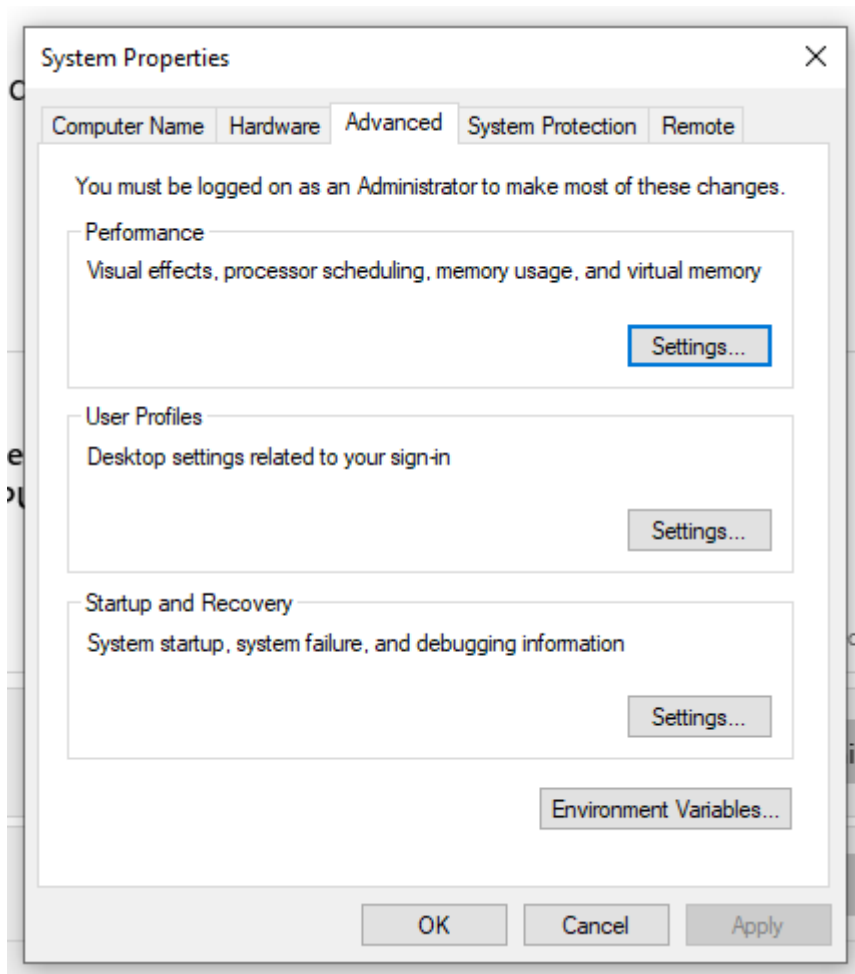 System Properties
Computer Name Hardware Advanced System Protection Remote
You must be logged on as an Administrator to make most of these changes.
Performance
Visual effects, processor scheduling, memory usage, and virtual memory
Settings...
User Profiles
Desktop settings related to your sign-in
Settings...
Startup and Recovery
System startup, system failure, and debugging information
Settings...
Environment Variables...
OK Cancel Apply